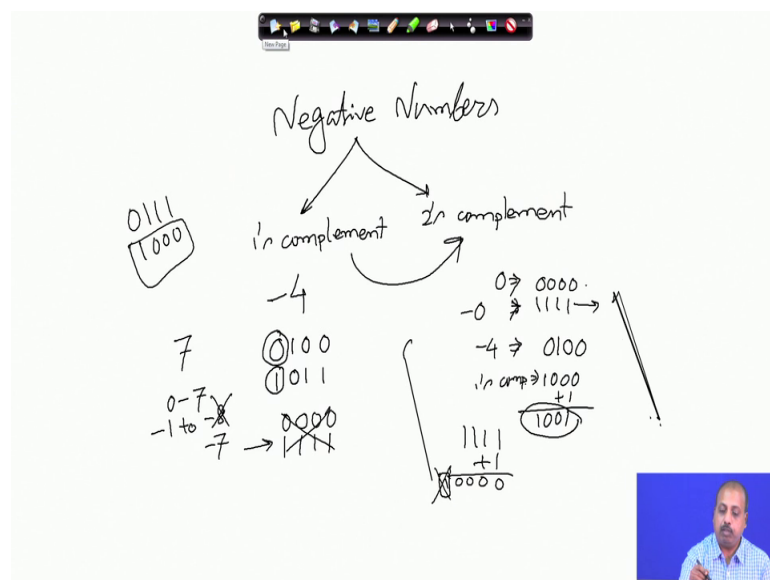 New Page
Negative Numbers
1's complement
2's complement
0111
1000
-4
7
0100
1011
0-7
-1 to -8
-7 →
0000
1111
0 ⇒ 0000
-0 ⇒ 1111 →
-4 ⇒ 0100
1's comp ⇒ 1000
+1
1001
1111
+1
10000